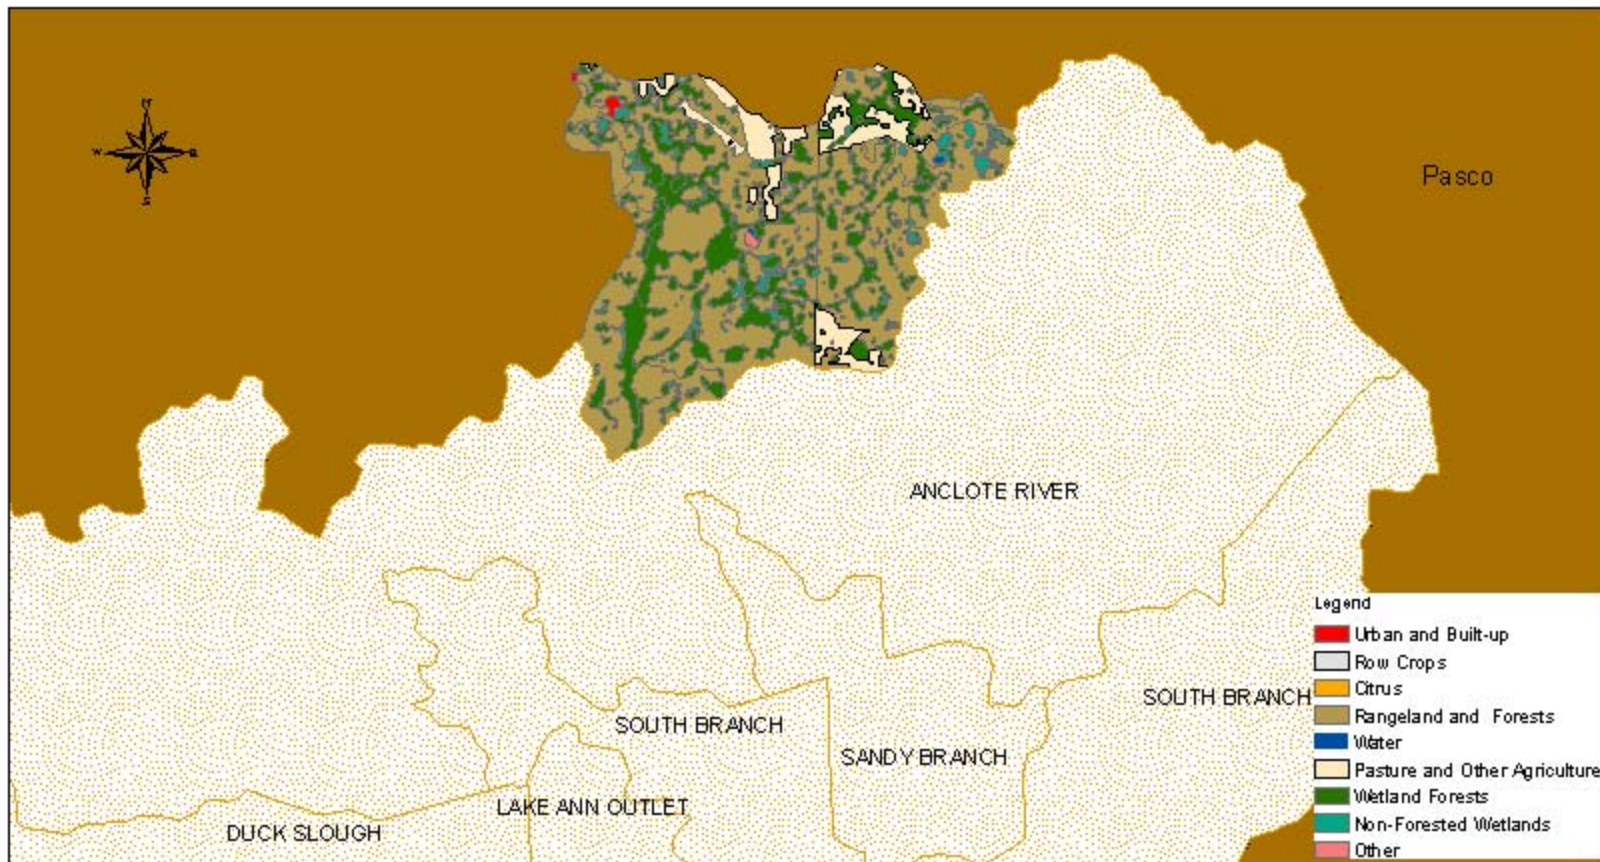 N
W
S
Pasco
ANCLOTE RIVER
SOUTH BRANCH
SOUTH BRANCH
SANDY BRANCH
LAKE ANN OUTLET
DUCK SLOUGH
Legend
Urban and Built-up
Row Crops
Citrus
Rangeland and Forests
Water
Pasture and Other Agriculture
Wetland Forests
Non-Forested Wetlands
Other